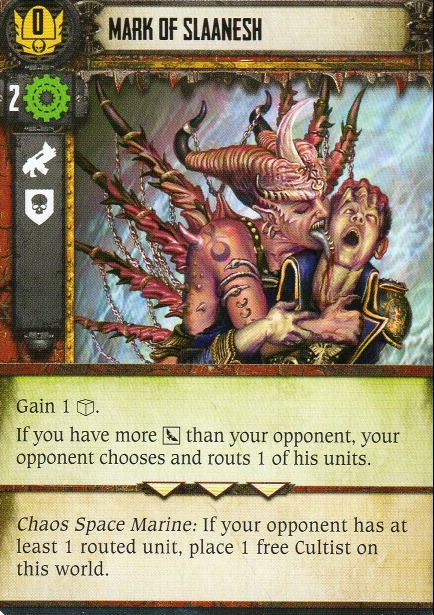 0
MARK OF SLAANESH
2
Gain 1 .
If you have more than your opponent, your
opponent chooses and routs 1 of his units.
Chaos Space Marine: If your opponent has at
least 1 routed unit, place 1 free Cultist on
this world.